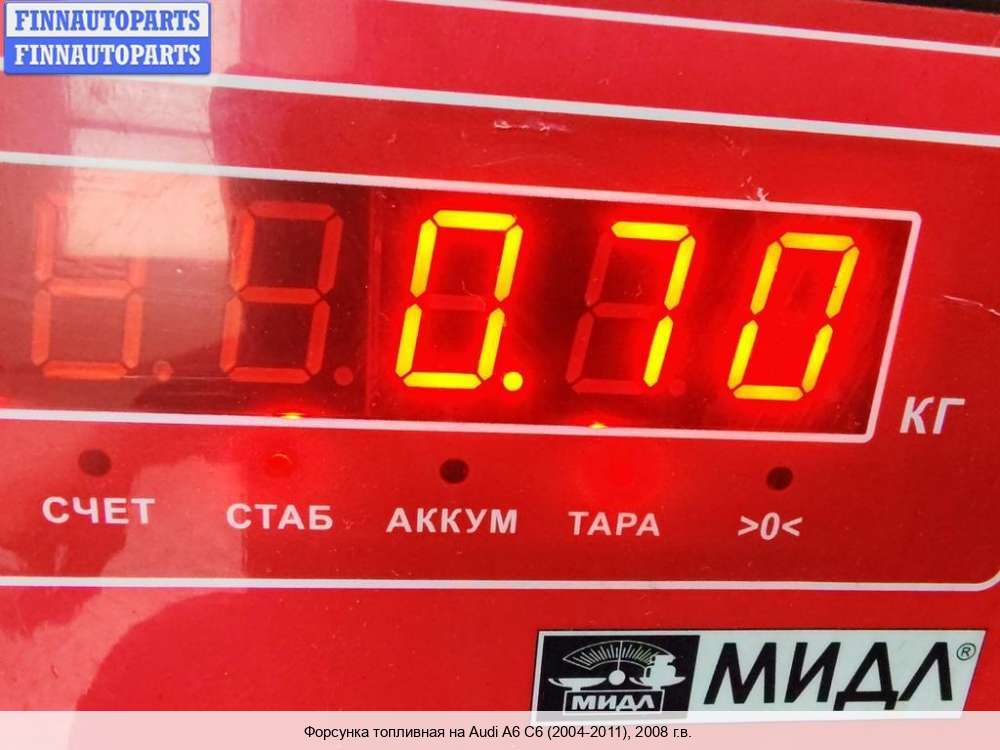 FINNAUTOPARTS
FINNAUTOPARTS
0.70
КГ
СЧЕТ СТАБ АККУМ ТАРА >0<
МИДЛ МИДЛ®
Форсунка топливная на Audi A6 C6 (2004-2011), 2008 г.в.